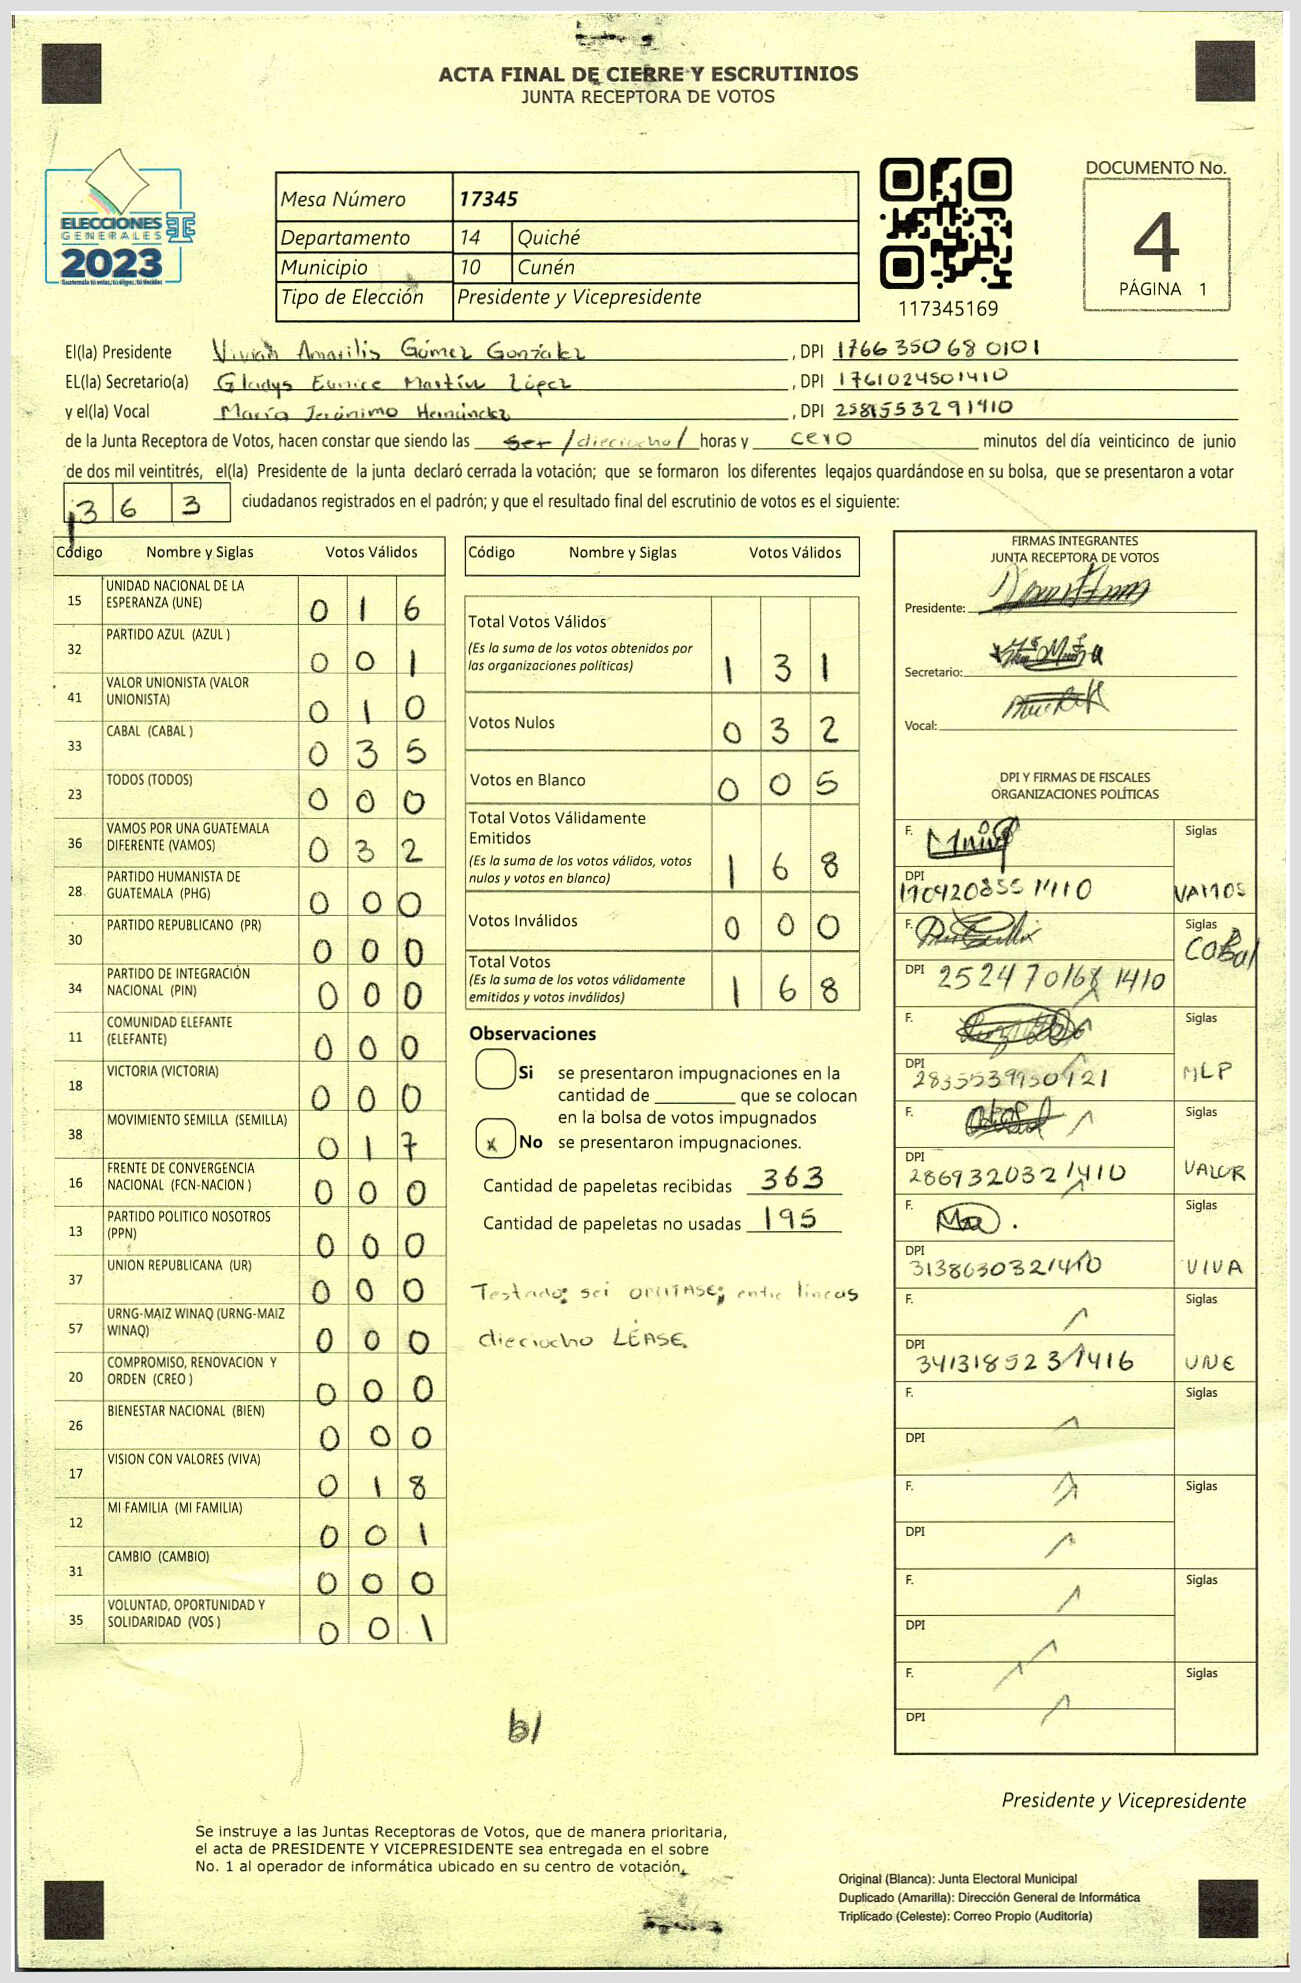 ACTA FINAL DE CIERRE Y ESCRUTINIOS
JUNTA RECEPTORA DE VOTOS
ELECCIONES
GENERALES
2023
Mesa Número 17345
Departamento 14 Quiché
Municipio 10 Cunén
Tipo de Elección Presidente y Vicepresidente
117345169
DOCUMENTO No.
4
PÁGINA 1
El(la) Presidente Vivian Amarilis Gómez González , DPI 1766 35068 0101
EL(la) Secretario(a) Gladys Eunice Martín López , DPI 1761024501410
y el(la) Vocal María Jerónimo Hernández , DPI 2581553291410
de la Junta Receptora de Votos, hacen constar que siendo las ser /dieciocho/ horas y cero minutos del día veinticinco de junio
de dos mil veintitrés, el(la) Presidente de la junta declaró cerrada la votación; que se formaron los diferentes legajos quardándose en su bolsa, que se presentaron a votar
363 ciudadanos registrados en el padrón; y que el resultado final del escrutinio de votos es el siguiente:
Código Nombre y Siglas Votos Válidos
15 UNIDAD NACIONAL DE LA ESPERANZA (UNE) 0 1 6
32 PARTIDO AZUL (AZUL ) 0 0 1
41 VALOR UNIONISTA (VALOR UNIONISTA) 0 1 0
33 CABAL (CABAL ) 0 3 5
23 TODOS (TODOS) 0 0 0
36 VAMOS POR UNA GUATEMALA DIFERENTE (VAMOS) 0 3 2
28 PARTIDO HUMANISTA DE GUATEMALA (PHG) 0 0 0
30 PARTIDO REPUBLICANO (PR) 0 0 0
34 PARTIDO DE INTEGRACIÓN NACIONAL (PIN) 0 0 0
11 COMUNIDAD ELEFANTE (ELEFANTE) 0 0 0
18 VICTORIA (VICTORIA) 0 0 0
38 MOVIMIENTO SEMILLA (SEMILLA) 0 1 7
16 FRENTE DE CONVERGENCIA NACIONAL (FCN-NACION ) 0 0 0
13 PARTIDO POLITICO NOSOTROS (PPN) 0 0 0
37 UNION REPUBLICANA (UR) 0 0 0
57 URNG-MAIZ WINAQ (URNG-MAIZ WINAQ) 0 0 0
20 COMPROMISO, RENOVACION Y ORDEN (CREO ) 0 0 0
26 BIENESTAR NACIONAL (BIEN) 0 0 0
17 VISION CON VALORES (VIVA) 0 1 8
12 MI FAMILIA (MI FAMILIA) 0 0 1
31 CAMBIO (CAMBIO) 0 0 0
35 VOLUNTAD, OPORTUNIDAD Y SOLIDARIDAD (VOS ) 0 0 1
Código Nombre y Siglas Votos Válidos
Total Votos Válidos
(Es la suma de los votos obtenidos por
las organizaciones políticas) 1 3 1
Votos Nulos 0 3 2
Votos en Blanco 0 0 5
Total Votos Válidamente
Emitidos
(Es la suma de los votos válidos, votos
nulos y votos en blanco) 1 6 8
Votos Inválidos 0 0 0
Total Votos
(Es la suma de los votos válidamente
emitidos y votos inválidos) 1 6 8
Observaciones
Si se presentaron impugnaciones en la
cantidad de ________ que se colocan
en la bolsa de votos impugnados
x No se presentaron impugnaciones.
Cantidad de papeletas recibidas 363
Cantidad de papeletas no usadas 195
Testado: sei OMITASE; entre lineas
dieciocho LÉASE.
FIRMAS INTEGRANTES
JUNTA RECEPTORA DE VOTOS
Presidente:
Secretario:
Vocal:
DPI Y FIRMAS DE FISCALES
ORGANIZACIONES POLÍTICAS
F. Siglas
DPI 170920855 1410 VAMOS
F. Siglas
DPI 252470168 1410 CABAL
F. Siglas
DPI MLP
F. Siglas
DPI 286932032 1410 VALOR
F. Siglas
DPI 313863032 1410 VIVA
F. Siglas
DPI 341318523 1416 UNE
F. Siglas
DPI
F. Siglas
DPI
F. Siglas
DPI
F. Siglas
DPI
Presidente y Vicepresidente
Se instruye a las Juntas Receptoras de Votos, que de manera prioritaria,
el acta de PRESIDENTE Y VICEPRESIDENTE sea entregada en el sobre
No. 1 al operador de informática ubicado en su centro de votación.
Original (Blanca): Junta Electoral Municipal
Duplicado (Amarilla): Dirección General de Informática
Triplicado (Celeste): Correo Propio (Auditoría)